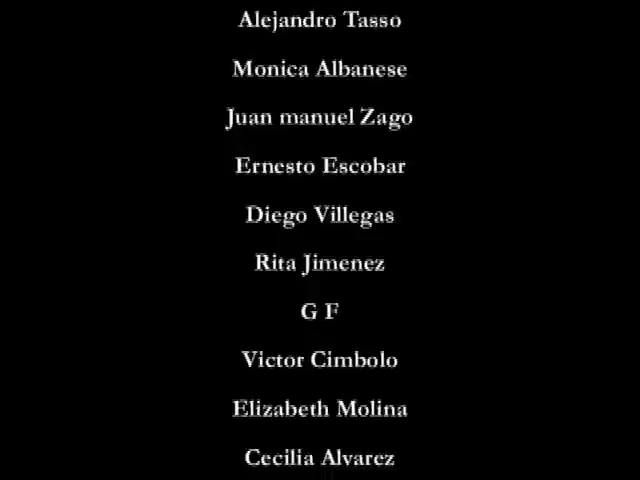 Alejandro Tasso
Monica Albanese
Juan manuel Zago
Ernesto Escobar
Diego Villegas
Rita Jimenez
G F
Victor Cimbolo
Elizabeth Molina
Cecilia Alvarez